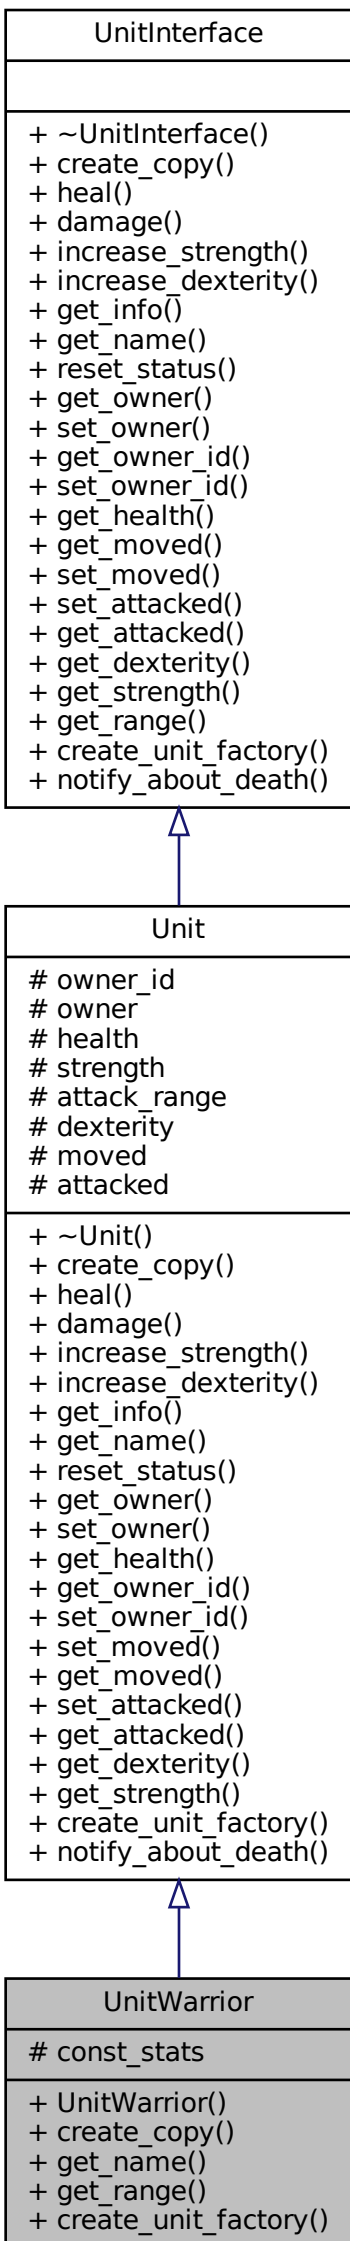 UnitInterface
+ ~UnitInterface()
+ create_copy()
+ heal()
+ damage()
+ increase_strength()
+ increase_dexterity()
+ get_info()
+ get_name()
+ reset_status()
+ get_owner()
+ set_owner()
+ get_owner_id()
+ set_owner_id()
+ get_health()
+ get_moved()
+ set_moved()
+ set_attacked()
+ get_attacked()
+ get_dexterity()
+ get_strength()
+ get_range()
+ create_unit_factory()
+ notify_about_death()
Unit
# owner_id
# owner
# health
# strength
# attack_range
# dexterity
# moved
# attacked
+ ~Unit()
+ create_copy()
+ heal()
+ damage()
+ increase_strength()
+ increase_dexterity()
+ get_info()
+ get_name()
+ reset_status()
+ get_owner()
+ set_owner()
+ get_health()
+ get_owner_id()
+ set_owner_id()
+ set_moved()
+ get_moved()
+ set_attacked()
+ get_attacked()
+ get_dexterity()
+ get_strength()
+ create_unit_factory()
+ notify_about_death()
UnitWarrior
# const_stats
+ UnitWarrior()
+ create_copy()
+ get_name()
+ get_range()
+ create_unit_factory()